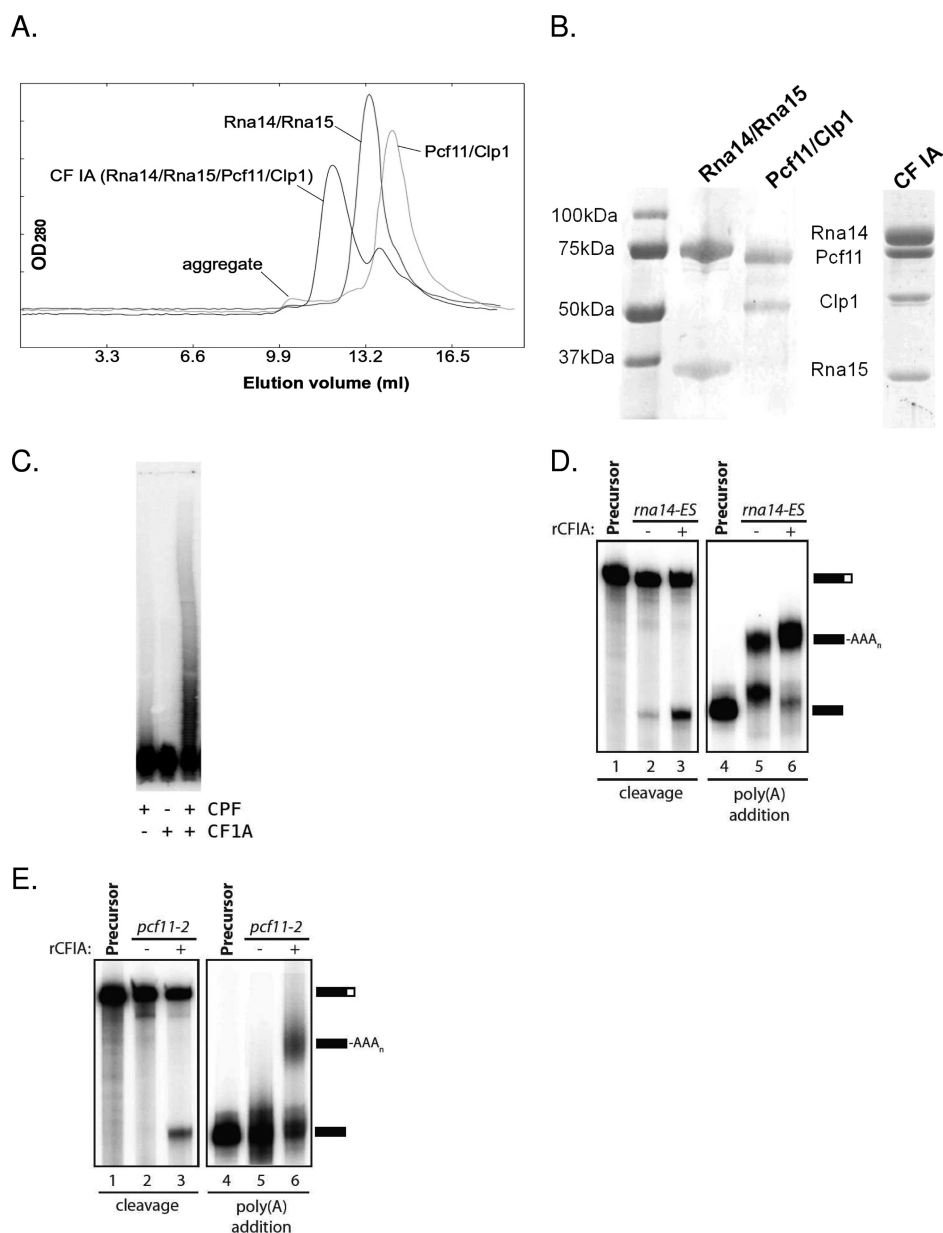 A.
OD280
Rna14/Rna15
Pcf11/Clp1
CF IA (Rna14/Rna15/Pcf11/Clp1)
aggregate
3.3 6.6 9.9 13.2 16.5
Elution volume (ml)
B.
Rna14/Rna15
Pcf11/Clp1
CF IA
100kDa
75kDa
50kDa
37kDa
Rna14
Pcf11
Clp1
Rna15
C.
+ - + CPF
- + + CF1A
D.
Precursor rna14-ES Precursor rna14-ES
rCFIA: - + - +
-AAAn
1 2 3 4 5 6
cleavage poly(A) addition
E.
Precursor pcf11-2 Precursor pcf11-2
rCFIA: - + - +
-AAAn
1 2 3 4 5 6
cleavage poly(A) addition